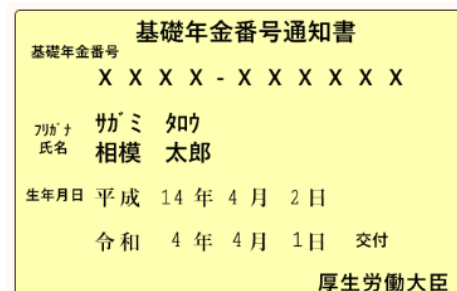 基礎年金番号通知書
基礎年金番号
XXXX-XXXXXX
フリガナ サガミ タロウ
氏名 相模 太郎
生年月日 平成 14年 4月 2日
令和 4年 4月 1日 交付
厚生労働大臣